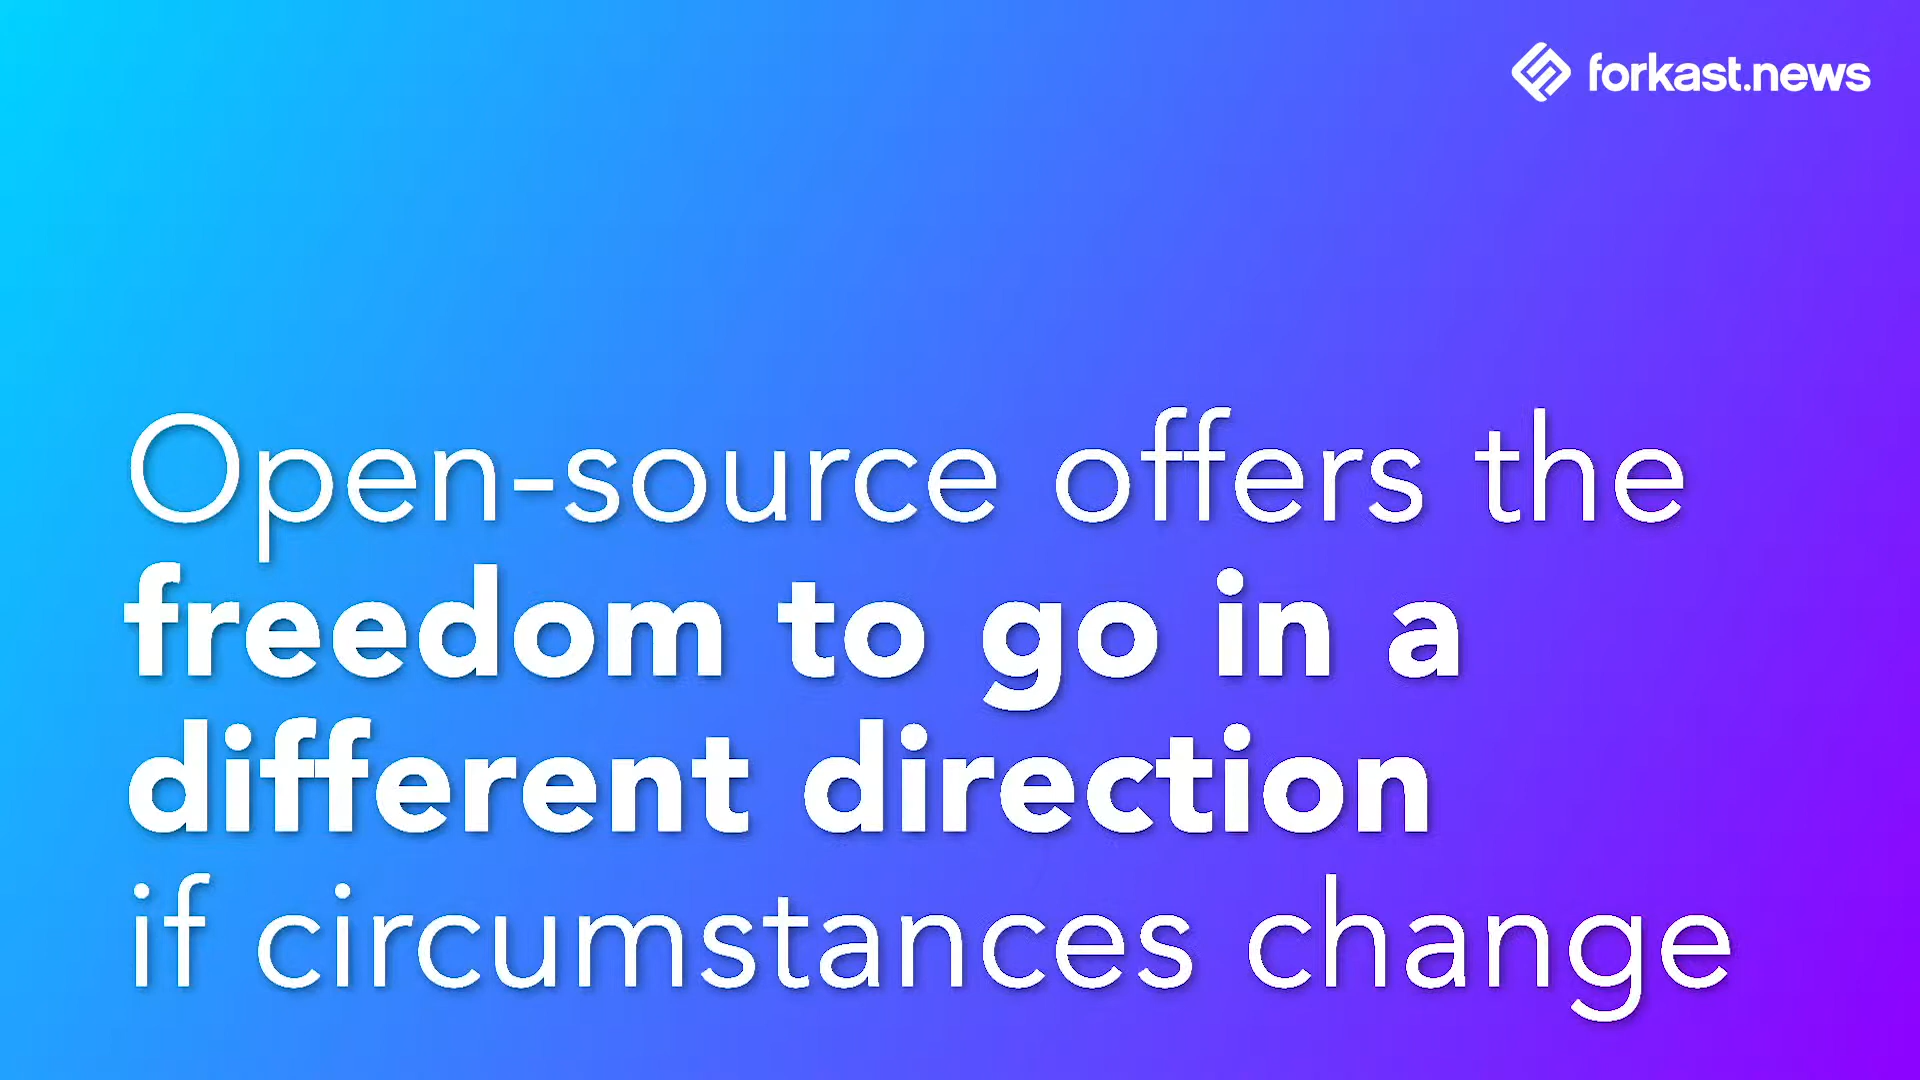 forkast.news
Open-source offers the
freedom to go in a
different direction
if circumstances change